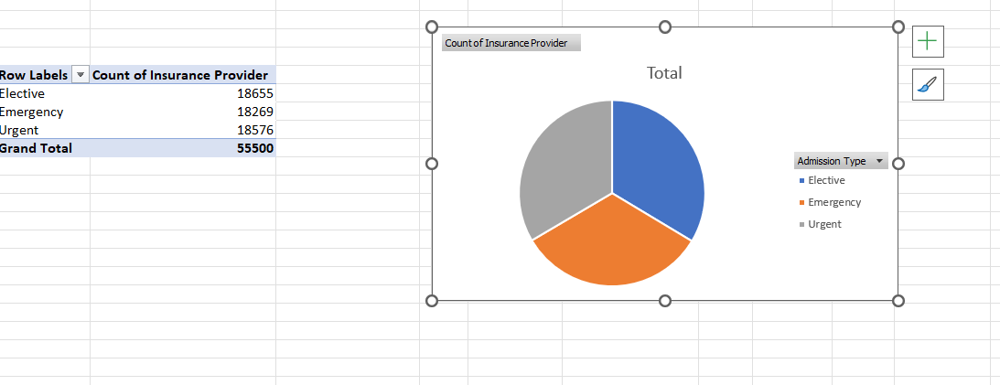 Row Labels Count of Insurance Provider
Elective 18655
Emergency 18269
Urgent 18576
Grand Total 55500
Count of Insurance Provider
Total
Admission Type
Elective
Emergency
Urgent